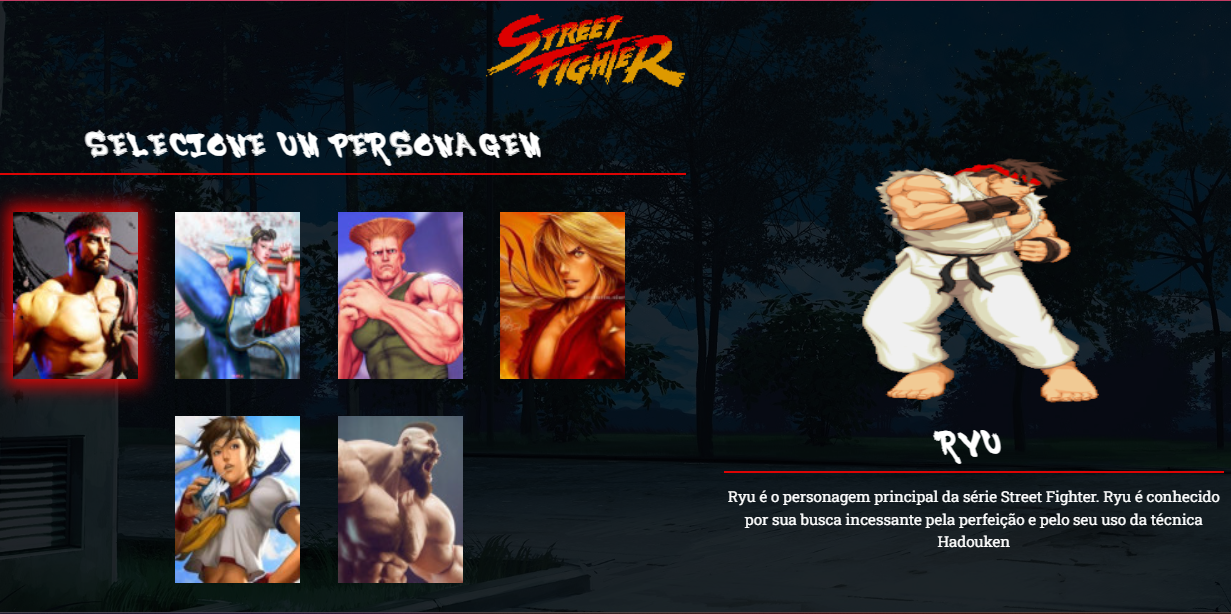 STREET
FIGHTER
SELECIONE UM PERSONAGEM
RYU
Ryu é o personagem principal da série Street Fighter. Ryu é conhecido
por sua busca incessante pela perfeição e pelo seu uso da técnica
Hadouken